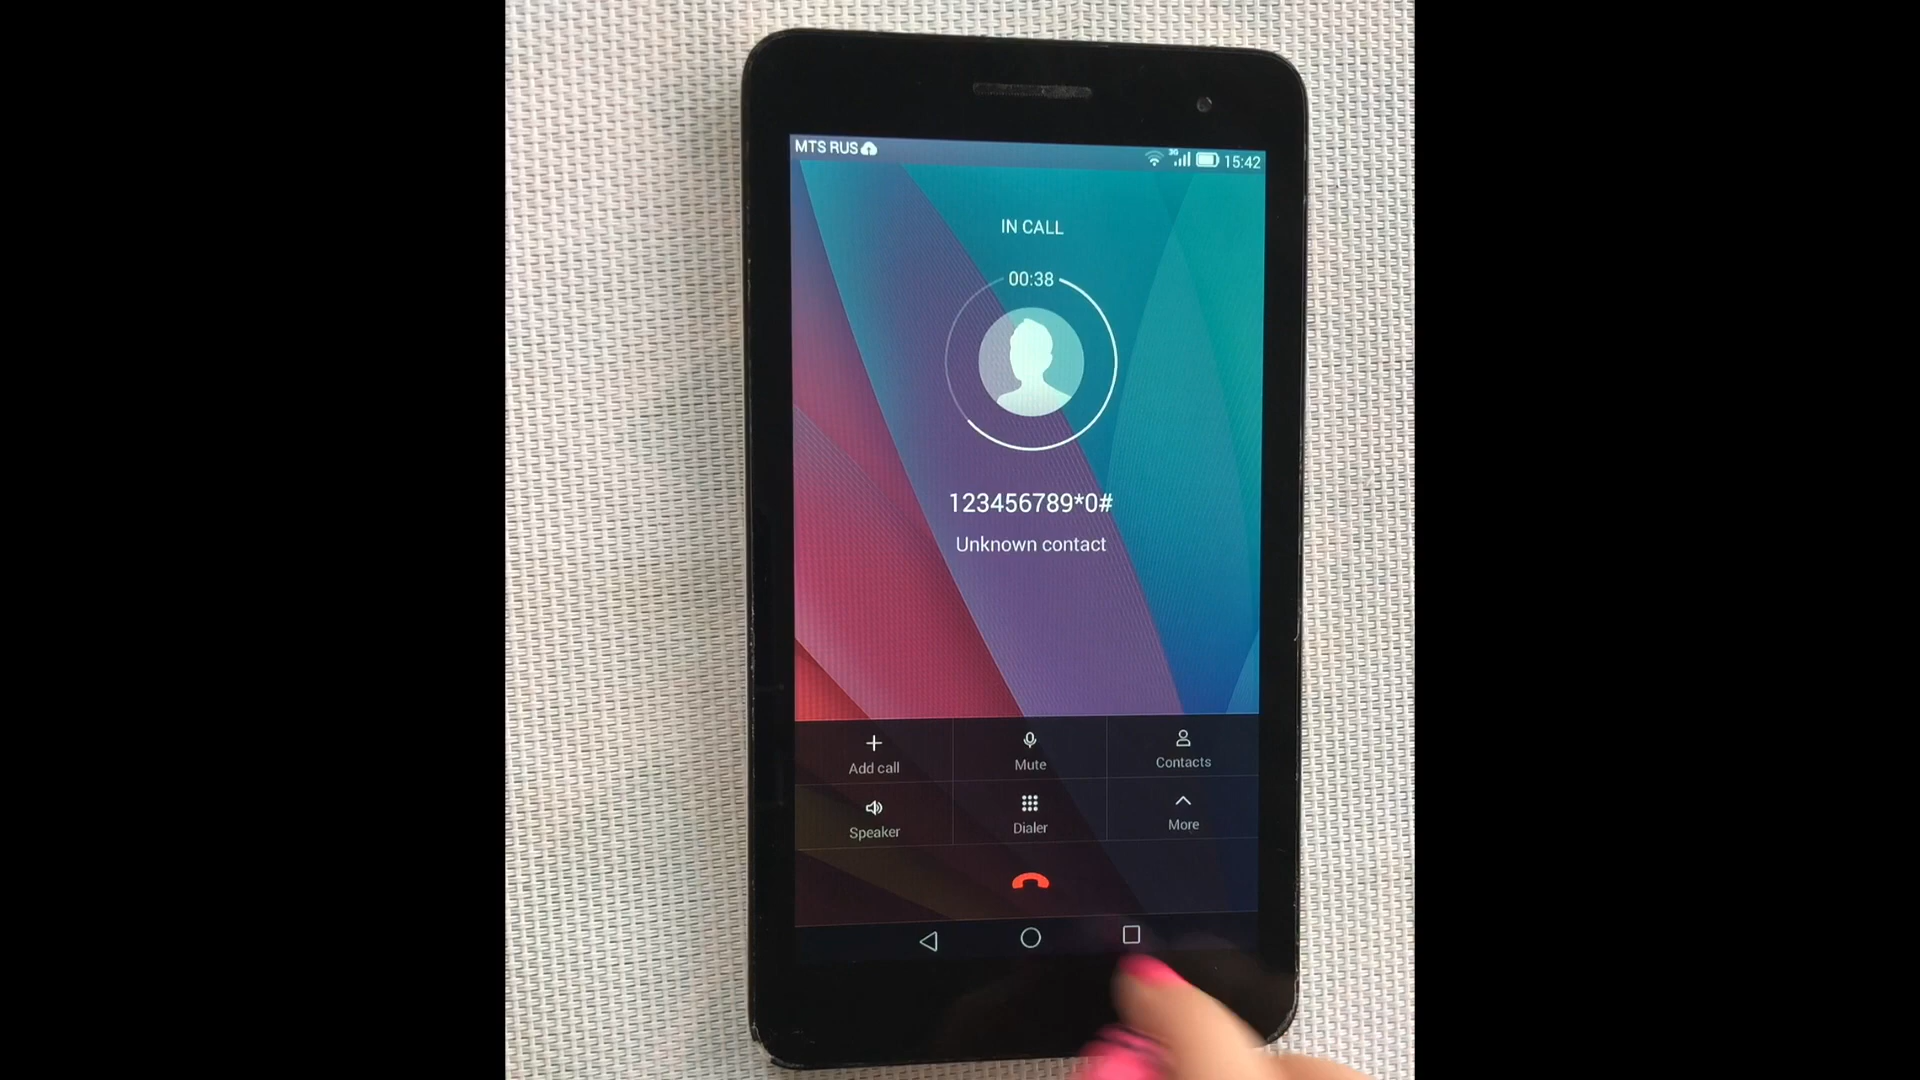 MTS RUS
3G
15:42
IN CALL
00:38
123456789*0#
Unknown contact
Add call
Mute
Contacts
Speaker
Dialer
More